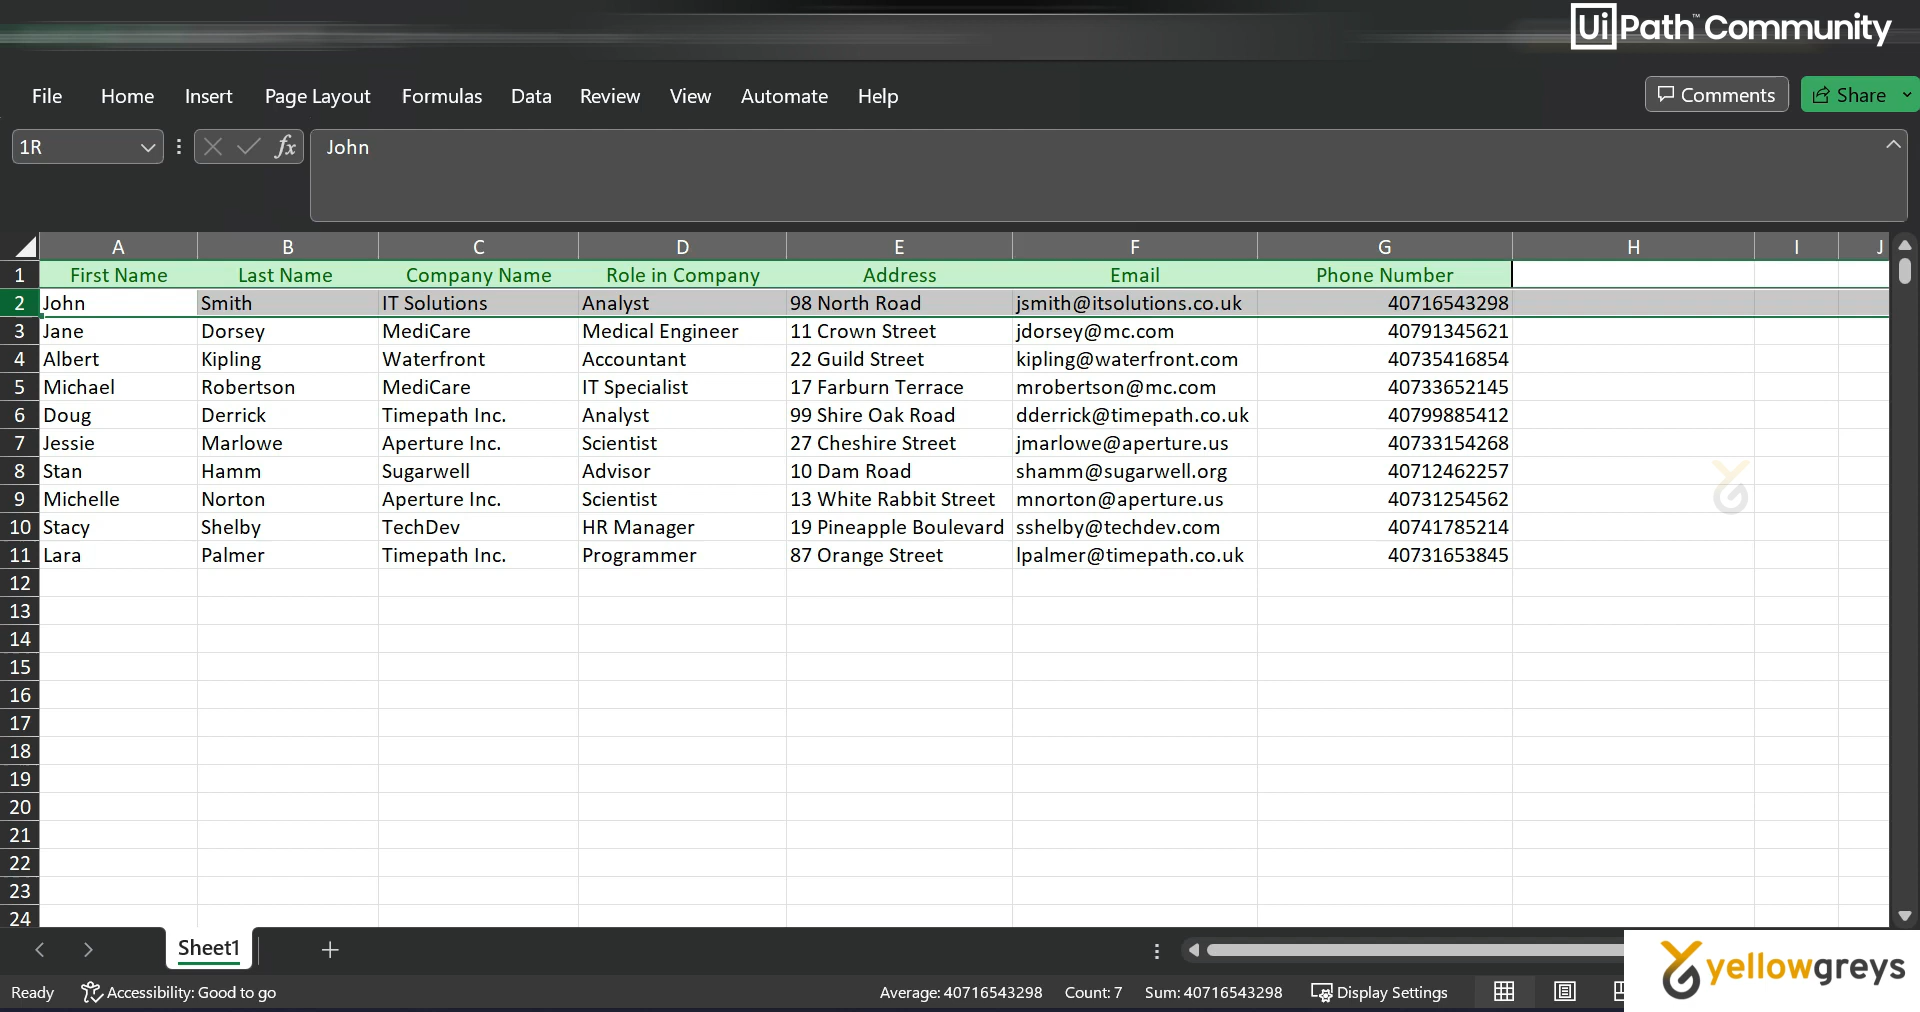 UiPath™ Community
File Home Insert Page Layout Formulas Data Review View Automate Help Comments Share
1R fx John
A B C D E F G H I J
1 First Name Last Name Company Name Role in Company Address Email Phone Number
2 John Smith IT Solutions Analyst 98 North Road jsmith@itsolutions.co.uk 40716543298
3 Jane Dorsey MediCare Medical Engineer 11 Crown Street jdorsey@mc.com 40791345621
4 Albert Kipling Waterfront Accountant 22 Guild Street kipling@waterfront.com 40735416854
5 Michael Robertson MediCare IT Specialist 17 Farburn Terrace mrobertson@mc.com 40733652145
6 Doug Derrick Timepath Inc. Analyst 99 Shire Oak Road dderrick@timepath.co.uk 40799885412
7 Jessie Marlowe Aperture Inc. Scientist 27 Cheshire Street jmarlowe@aperture.us 40733154268
8 Stan Hamm Sugarwell Advisor 10 Dam Road shamm@sugarwell.org 40712462257
9 Michelle Norton Aperture Inc. Scientist 13 White Rabbit Street mnorton@aperture.us 40731254562
10 Stacy Shelby TechDev HR Manager 19 Pineapple Boulevard sshelby@techdev.com 40741785214
11 Lara Palmer Timepath Inc. Programmer 87 Orange Street lpalmer@timepath.co.uk 40731653845
12
13
14
15
16
17
18
19
20
21
22
23
24
Sheet1
Ready Accessibility: Good to go Average: 40716543298 Count: 7 Sum: 40716543298 Display Settings
yellowgreys